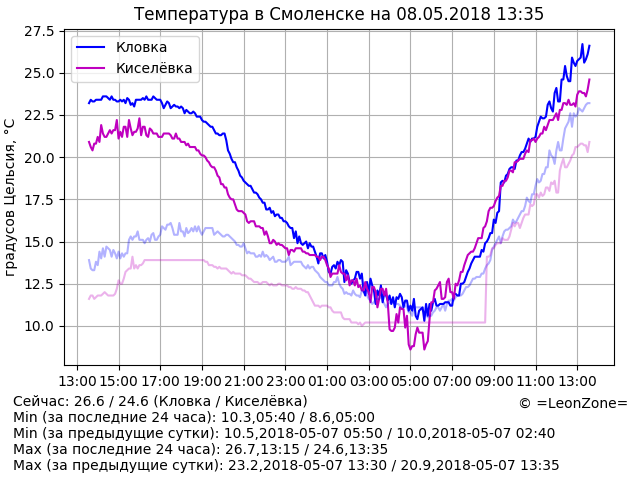 Температура в Смоленске на 08.05.2018 13:35
27.5
25.0
22.5
20.0
17.5
15.0
12.5
10.0
градусов Цельсия, °C
Кловка
Киселёвка
13:00 15:00 17:00 19:00 21:00 23:00 01:00 03:00 05:00 07:00 09:00 11:00 13:00
Сейчас: 26.6 / 24.6 (Кловка / Киселёвка)
© =LeonZone=
Min (за последние 24 часа): 10.3,05:40 / 8.6,05:00
Min (за предыдущие сутки): 10.5,2018-05-07 05:50 / 10.0,2018-05-07 02:40
Max (за последние 24 часа): 26.7,13:15 / 24.6,13:35
Max (за предыдущие сутки): 23.2,2018-05-07 13:30 / 20.9,2018-05-07 13:35